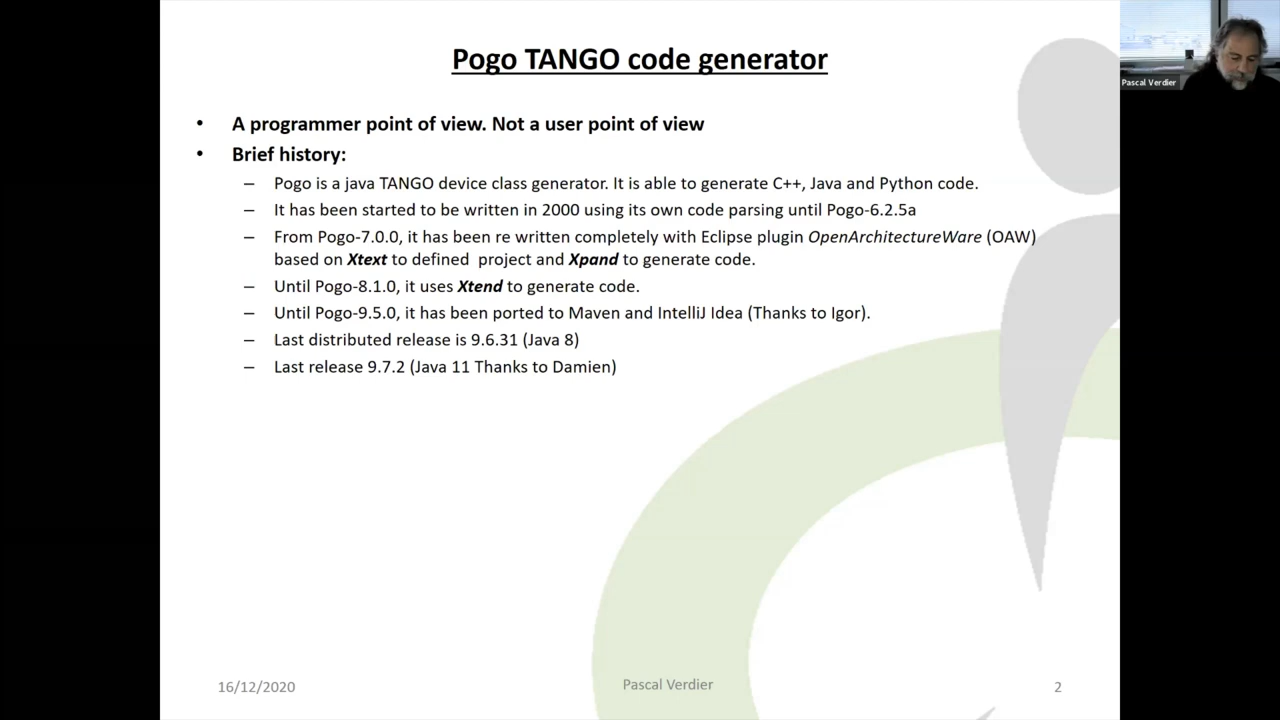 Pogo TANGO code generator
Pascal Verdier
• A programmer point of view. Not a user point of view
• Brief history:
– Pogo is a java TANGO device class generator. It is able to generate C++, Java and Python code.
– It has been started to be written in 2000 using its own code parsing until Pogo-6.2.5a
– From Pogo-7.0.0, it has been re written completely with Eclipse plugin OpenArchitectureWare (OAW)
based on Xtext to defined project and Xpand to generate code.
– Until Pogo-8.1.0, it uses Xtend to generate code.
– Until Pogo-9.5.0, it has been ported to Maven and IntelliJ Idea (Thanks to Igor).
– Last distributed release is 9.6.31 (Java 8)
– Last release 9.7.2 (Java 11 Thanks to Damien)
16/12/2020
Pascal Verdier
2